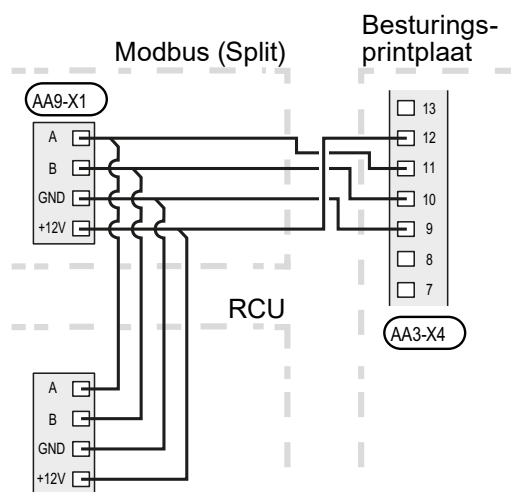 Modbus (Split)
Besturings-
printplaat
AA9-X1
A
B
GND
+12V
13
12
11
10
9
8
7
AA3-X4
RCU
A
B
GND
+12V